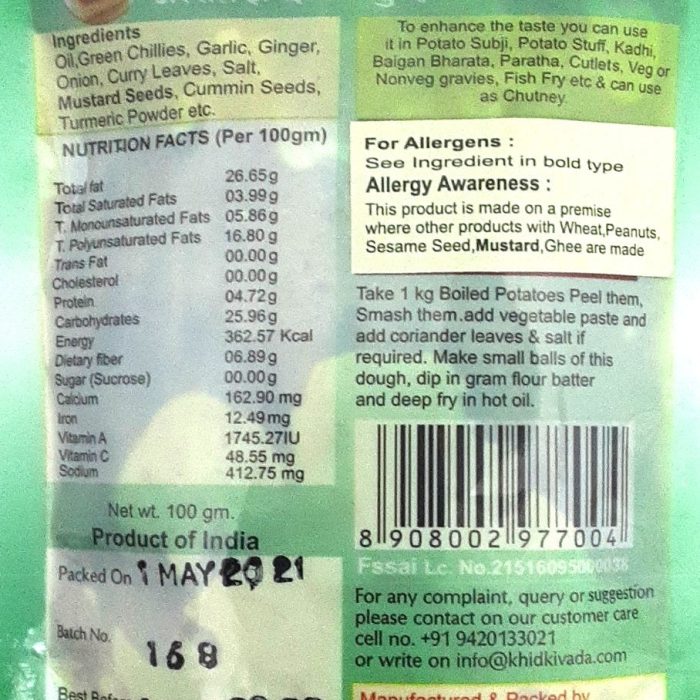 Ingredients
Oil,Green Chillies, Garlic, Ginger,
Onion, Curry Leaves, Salt,
Mustard Seeds, Cummin Seeds,
Turmeric Powder etc.
NUTRITION FACTS (Per 100gm)
Total fat 26.65g
Total Saturated Fats 03.99g
T. Monounsaturated Fats 05.86g
T. Polyunsaturated Fats 16.80 g
Trans Fat 00.00g
Cholesterol 00.00g
Protein 04.72g
Carbohydrates 25.96g
Energy 362.57 Kcal
Dietary fiber 06.89g
Sugar (Sucrose) 00.00g
Calcium 162.90 mg
Iron 12.49mg
Vitamin A 1745.27IU
Vitamin C 48.55 mg
Sodium 412.75 mg
Net wt. 100 gm.
Product of India
Packed On 1 MAY 20 21
Batch No. 168
Best
To enhance the taste you can use
it in Potato Subji, Potato Stuff, Kadhi,
Baigan Bharata, Paratha, Cutlets, Veg or
Nonveg gravies, Fish Fry etc & can use
as Chutney
For Allergens :
See Ingredient in bold type
Allergy Awareness :
This product is made on a premise
where other products with Wheat,Peanuts,
Sesame Seed,Mustard,Ghee are made
Take 1 kg Boiled Potatoes Peel them,
Smash them.add vegetable paste and
add coriander leaves & salt if
required. Make small balls of this
dough, dip in gram flour batter
and deep fry in hot oil.
8 908002 977004
Fssai Lc. No.21516095000038
For any complaint, query or suggestion
please contact on our customer care
cell no. +91 9420133021
or write on info@khidkivada.com
Manufactured & Packed by